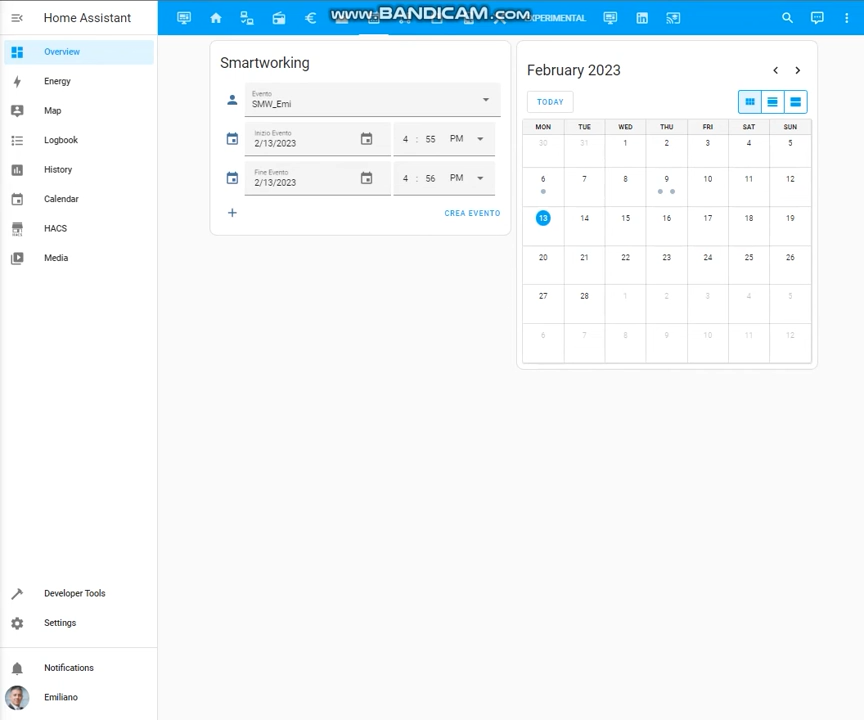 Home Assistant
WWW.BANDICAM.COM
EXPERIMENTAL
Overview
Energy
Map
Logbook
History
Calendar
HACS
Media
Developer Tools
Settings
Notifications
Emiliano
Smartworking
Evento
SMW_Emi
Inizio Evento
2/13/2023
4 : 55 PM
Fine Evento
2/13/2023
4 : 56 PM
CREA EVENTO
February 2023
TODAY
MON TUE WED THU FRI SAT SUN
30 31 1 2 3 4 5
6 7 8 9 10 11 12
13 14 15 16 17 18 19
20 21 22 23 24 25 26
27 28 1 2 3 4 5
6 7 8 9 10 11 12